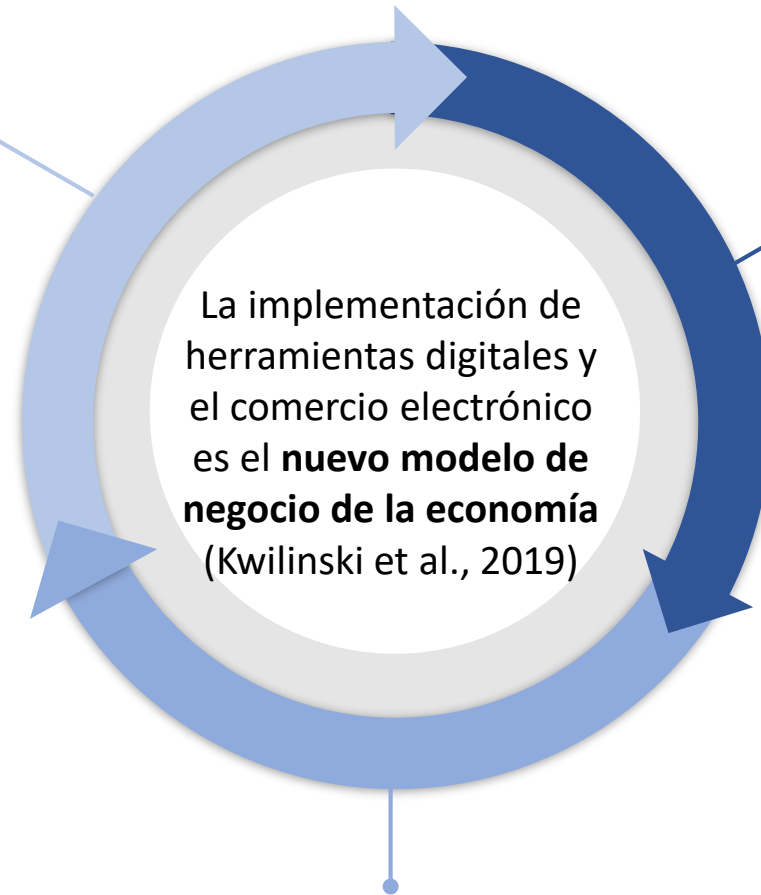 La implementación de
herramientas digitales y
el comercio electrónico
es el nuevo modelo de
negocio de la economía
(Kwilinski et al., 2019)